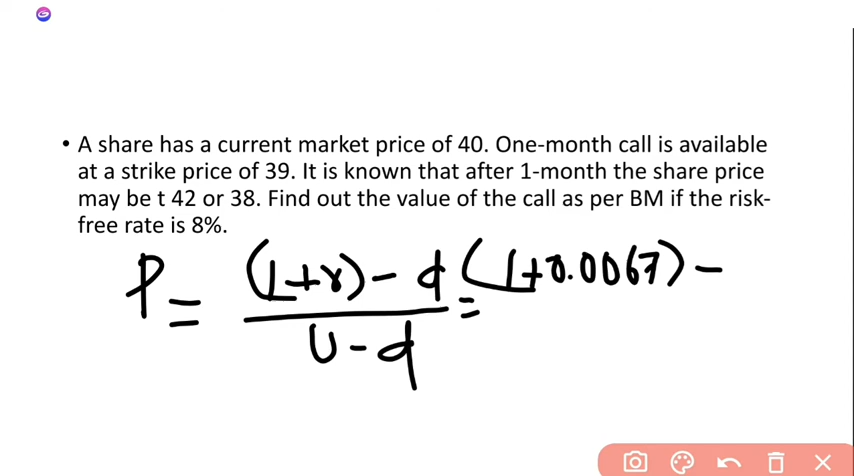 • A share has a current market price of 40. One-month call is available
at a strike price of 39. It is known that after 1-month the share price
may be t 42 or 38. Find out the value of the call as per BM if the risk-
free rate is 8%.
P = (1+r) - d = (1+0.0067) -
U - d